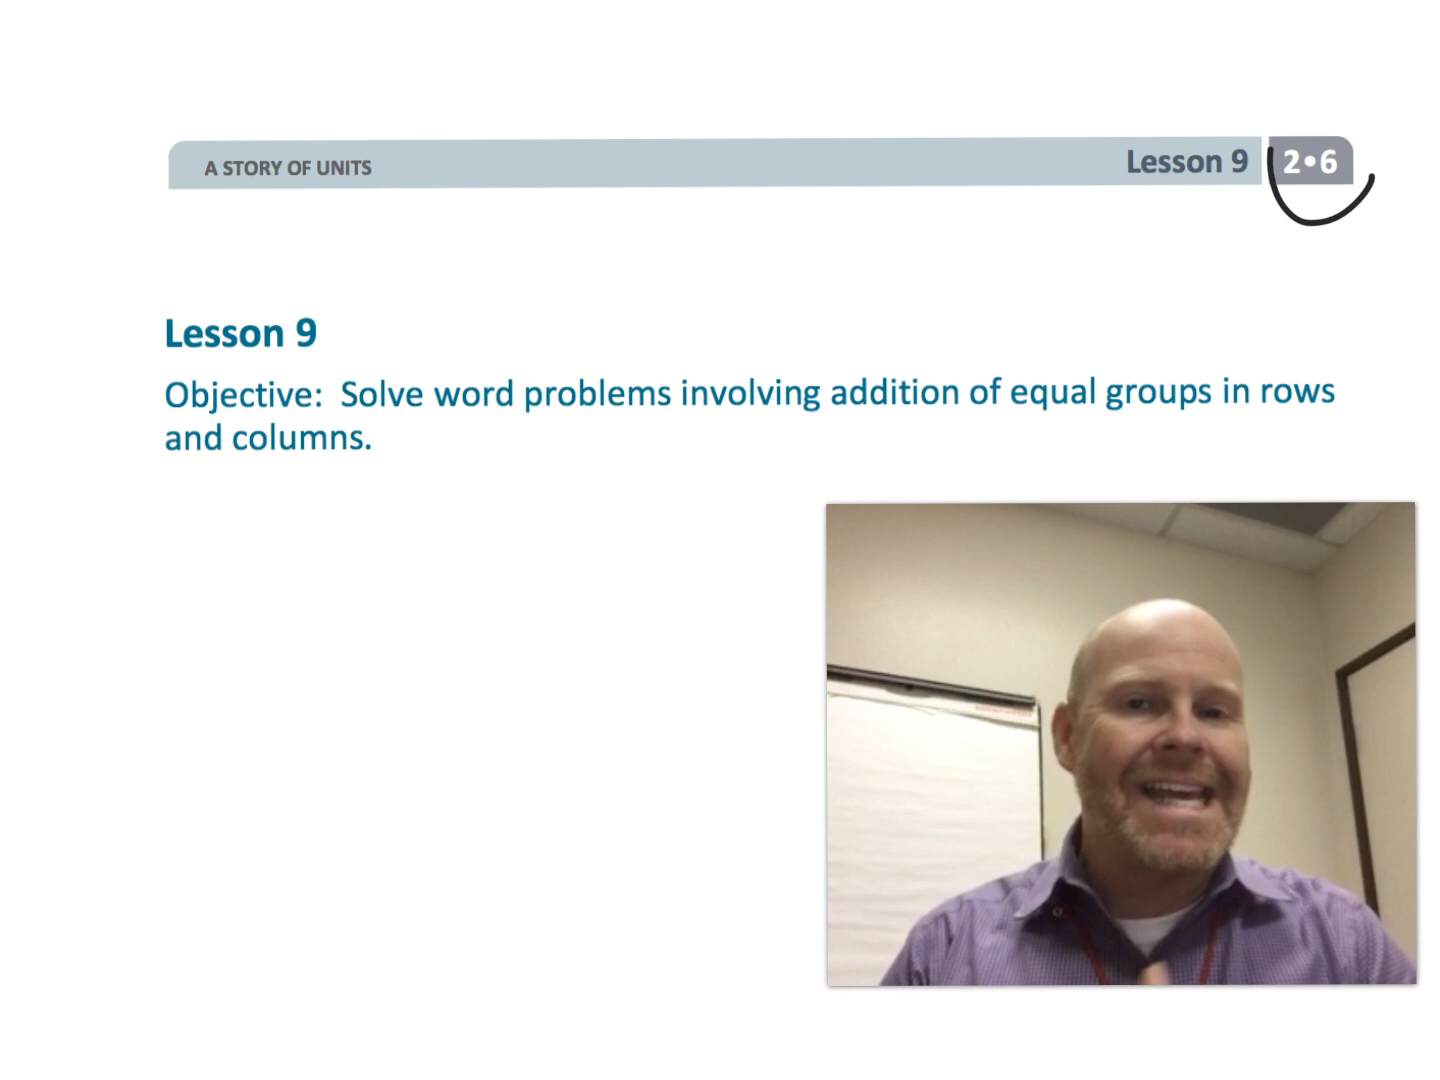 A STORY OF UNITS
Lesson 9
2•6
Lesson 9
Objective: Solve word problems involving addition of equal groups in rows
and columns.